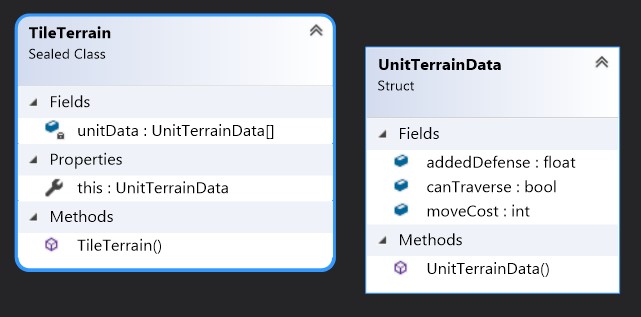 TileTerrain
Sealed Class
Fields
unitData : UnitTerrainData[]
Properties
this : UnitTerrainData
Methods
TileTerrain()
UnitTerrainData
Struct
Fields
addedDefense : float
canTraverse : bool
moveCost : int
Methods
UnitTerrainData()